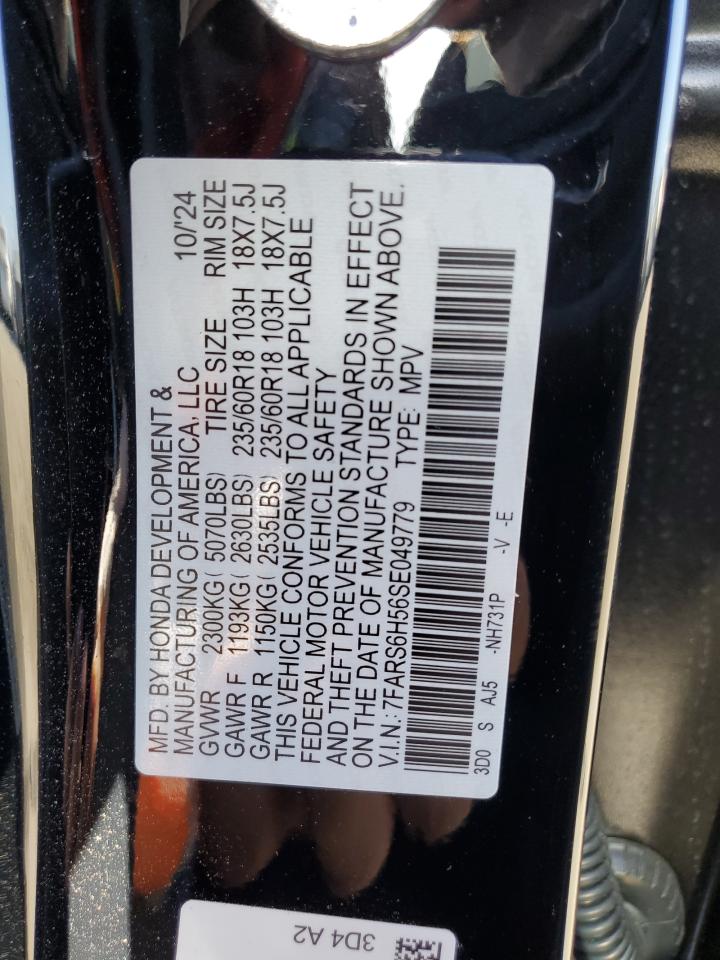 MFD. BY HONDA DEVELOPMENT &
MANUFACTURING OF AMERICA, LLC 10/'24
GVWR 2300KG ( 5070LBS) TIRE SIZE RIM SIZE
GAWR F 1193KG ( 2630LBS) 235/60R18 103H 18X7.5J
GAWR R 1150KG ( 2535LBS) 235/60R18 103H 18X7.5J
THIS VEHICLE CONFORMS TO ALL APPLICABLE
FEDERAL MOTOR VEHICLE SAFETY
AND THEFT PREVENTION STANDARDS IN EFFECT
ON THE DATE OF MANUFACTURE SHOWN ABOVE.
V.I.N.: 7FARS6H56SE049779 TYPE: MPV
3D0 S AJ5 -NH731P -V -E
3D4 A2